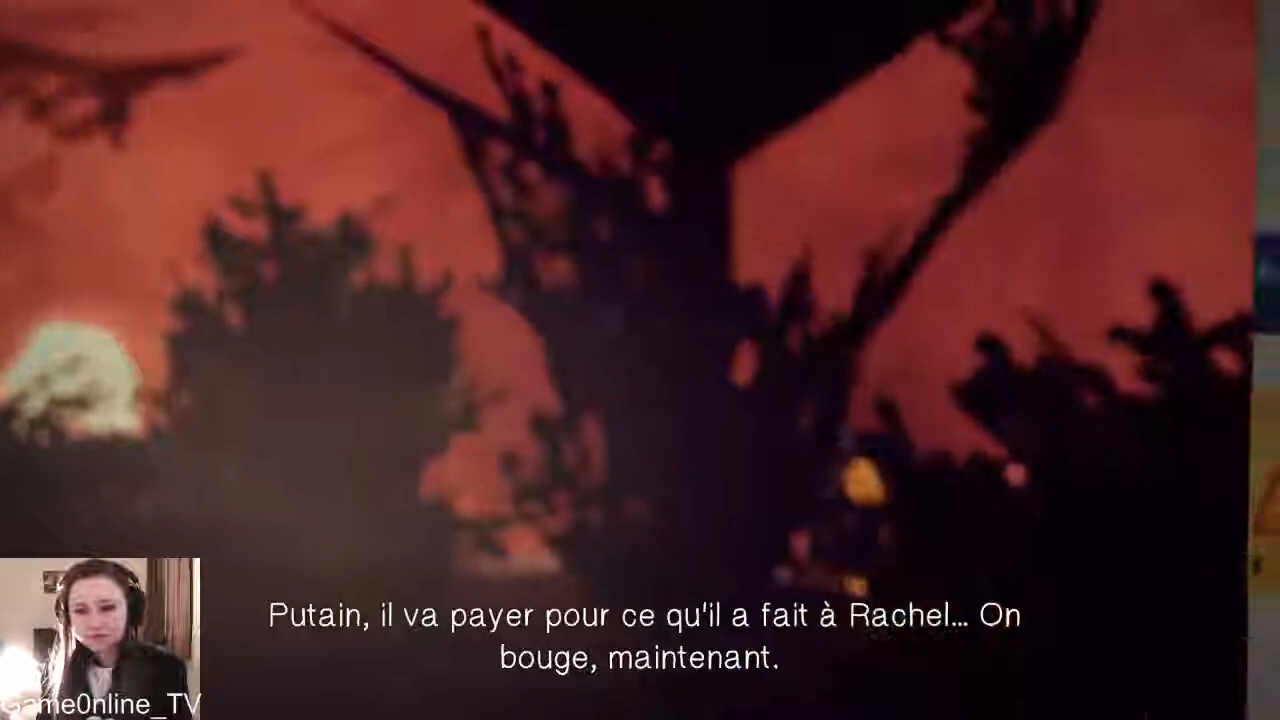 Putain, il va payer pour ce qu'il a fait à Rachel... On
bouge, maintenant.
Game0nline_TV